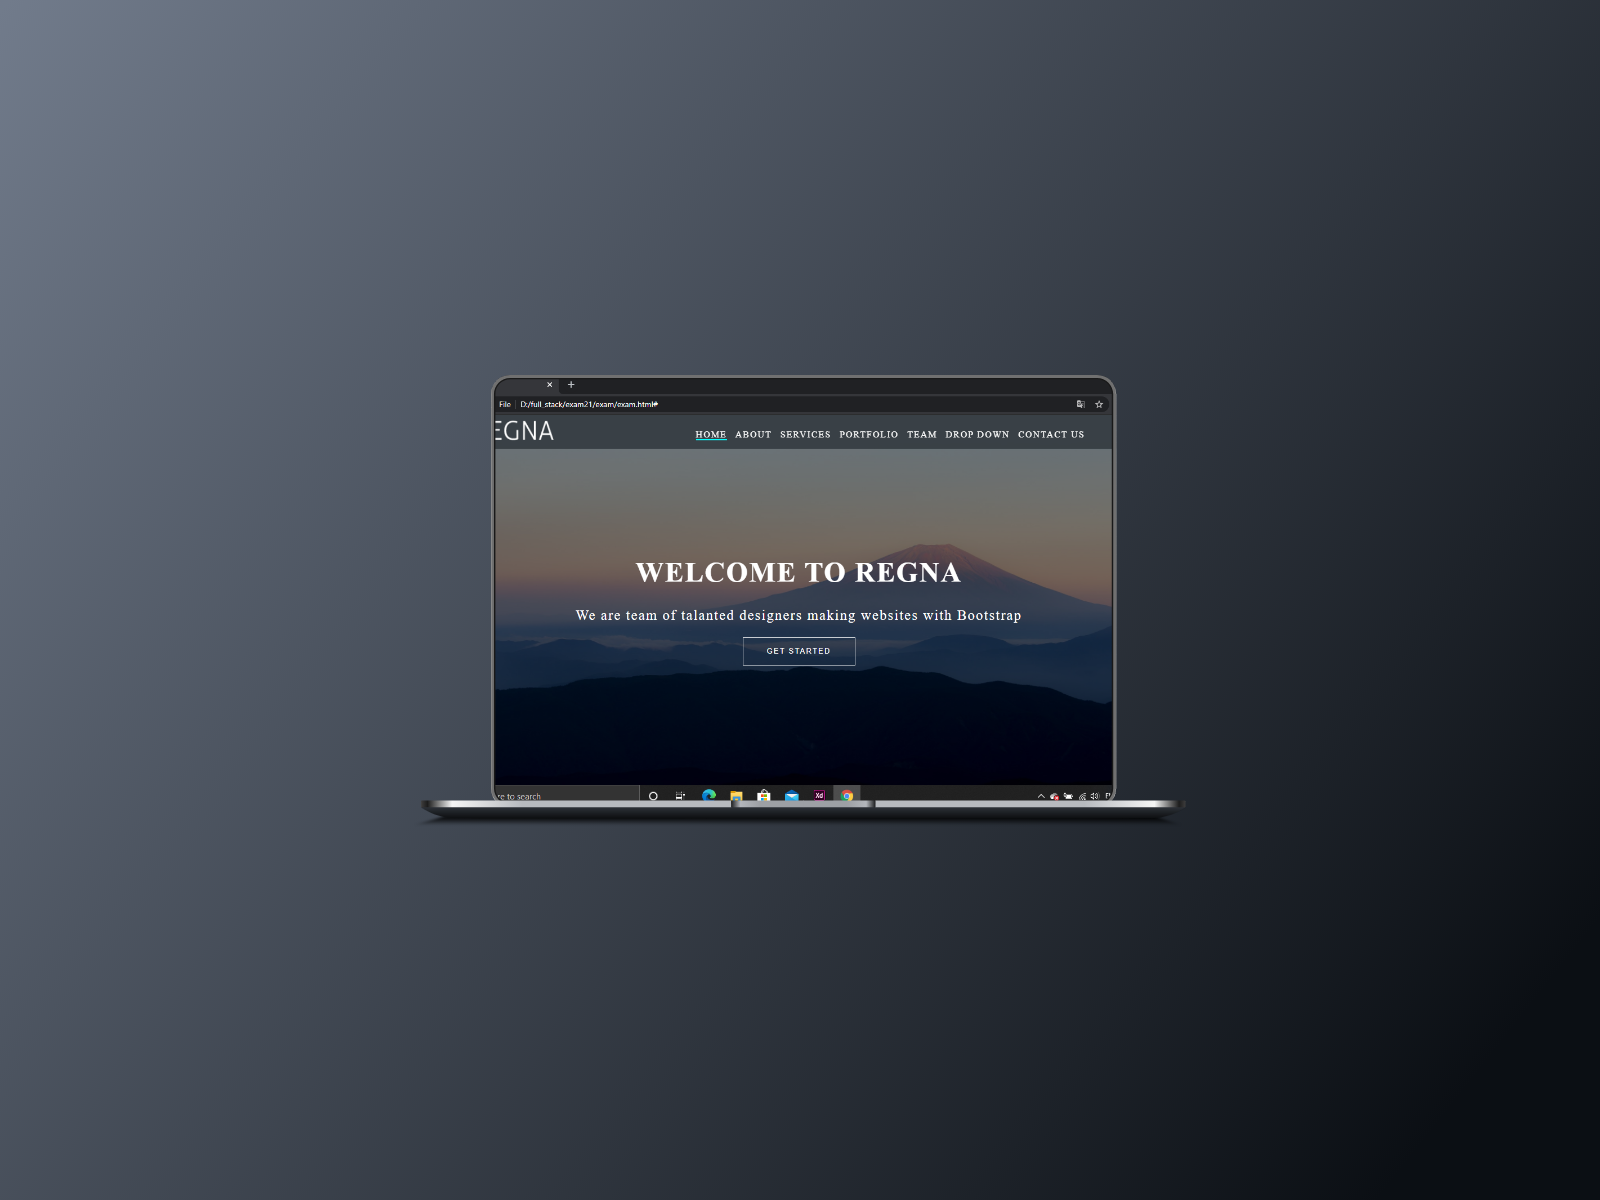 File D:/full_stack/exam21/exam/exam.html#
EGNA
HOME ABOUT SERVICES PORTFOLIO TEAM DROP DOWN CONTACT US
WELCOME TO REGNA
We are team of talanted designers making websites with Bootstrap
GET STARTED
re to search
Xd